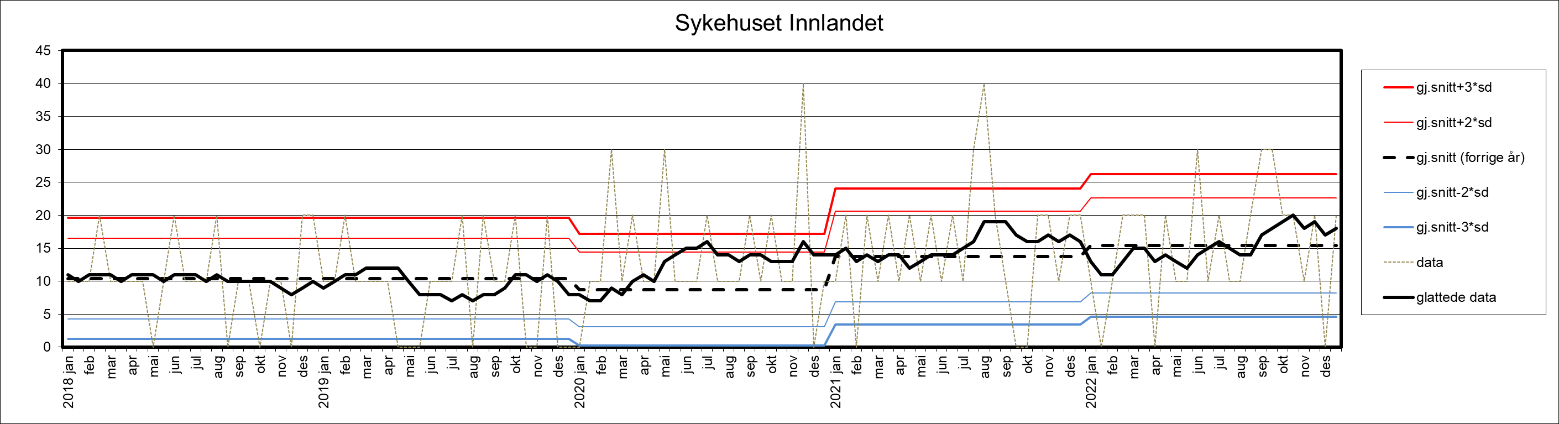 Sykehuset Innlandet
45
40
35
30
25
20
15
10
5
0
2018 jan
feb
mar
apr
mai
jun
jul
aug
sep
okt
nov
des
2019 jan
feb
mar
apr
mai
jun
jul
aug
sep
okt
nov
des
2020 jan
feb
mar
apr
mai
jun
jul
aug
sep
okt
nov
des
2021 jan
feb
mar
apr
mai
jun
jul
aug
sep
okt
nov
des
2022 jan
feb
mar
apr
mai
jun
jul
aug
sep
okt
nov
des
gj.snitt+3*sd
gj.snitt+2*sd
gj.snitt (forrige år)
gj.snitt-2*sd
gj.snitt-3*sd
data
glattede data